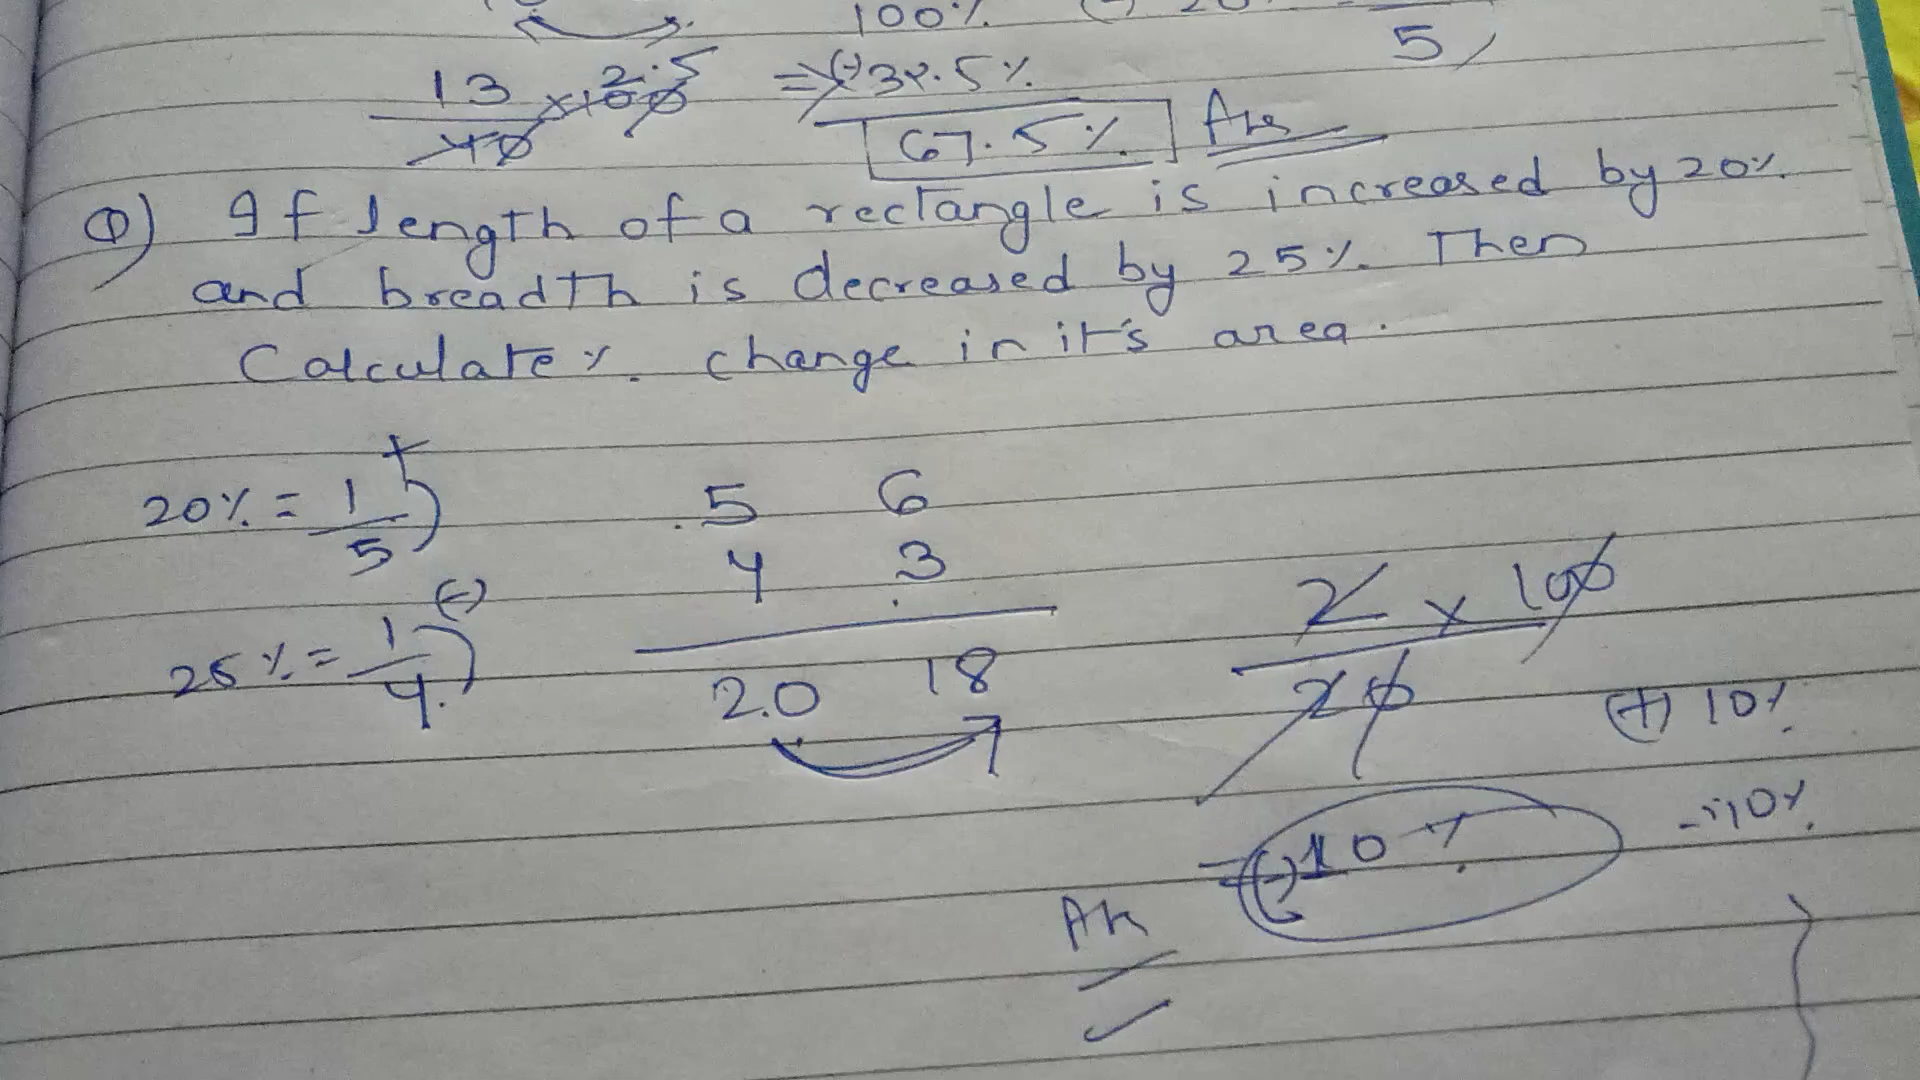 100%
5
13 × 100 2.5 ⇒ (-) 32.5%
40
67.5% Ans
Q) If length of a rectangle is increased by 20%
and breadth is decreased by 25%. Then
Calculate % change in it's area.
20% = 1/5 +
5 6
4 3
25% = 1/4 (-)
20 18
2 × 100
20
(+) 10%
= (-) 10%
-10%